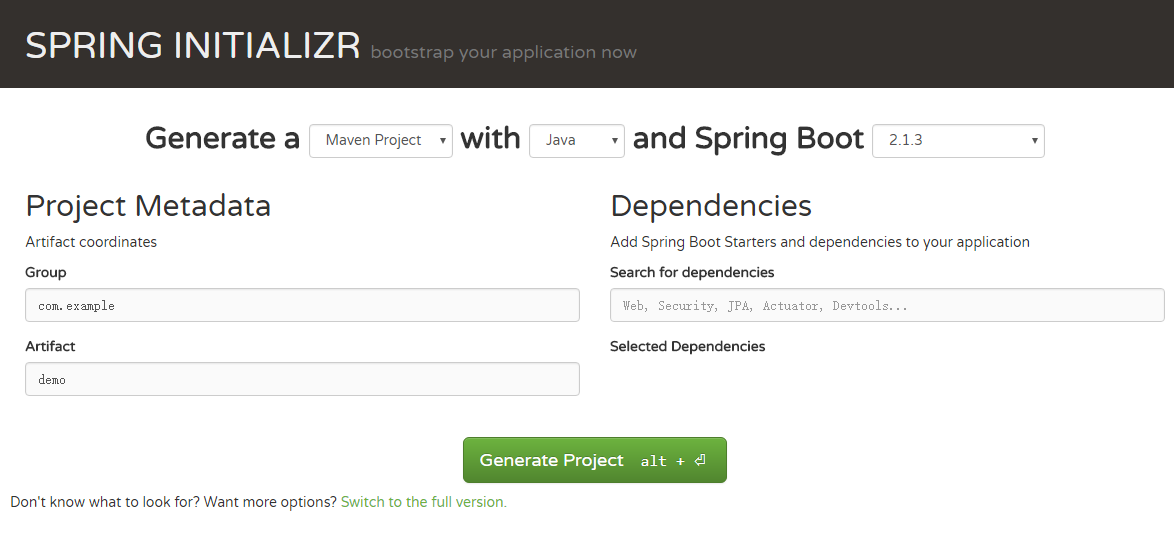 SPRING INITIALIZR bootstrap your application now
Generate a Maven Project with Java and Spring Boot 2.1.3
Project Metadata
Artifact coordinates
Group
com.example
Artifact
demo
Dependencies
Add Spring Boot Starters and dependencies to your application
Search for dependencies
Web, Security, JPA, Actuator, Devtools...
Selected Dependencies
Generate Project alt + ⏎
Don't know what to look for? Want more options? Switch to the full version.